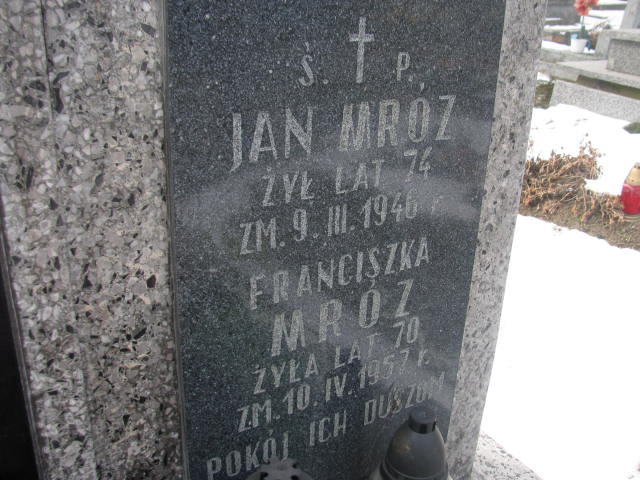 Ś. P.
JAN MRÓZ
ŻYŁ LAT 74
ZM. 9. III. 1946 r.
FRANCISZKA
MRÓZ
ŻYŁA LAT 70
ZM. 10. IV. 1957 r.
POKÓJ ICH DUSZOM